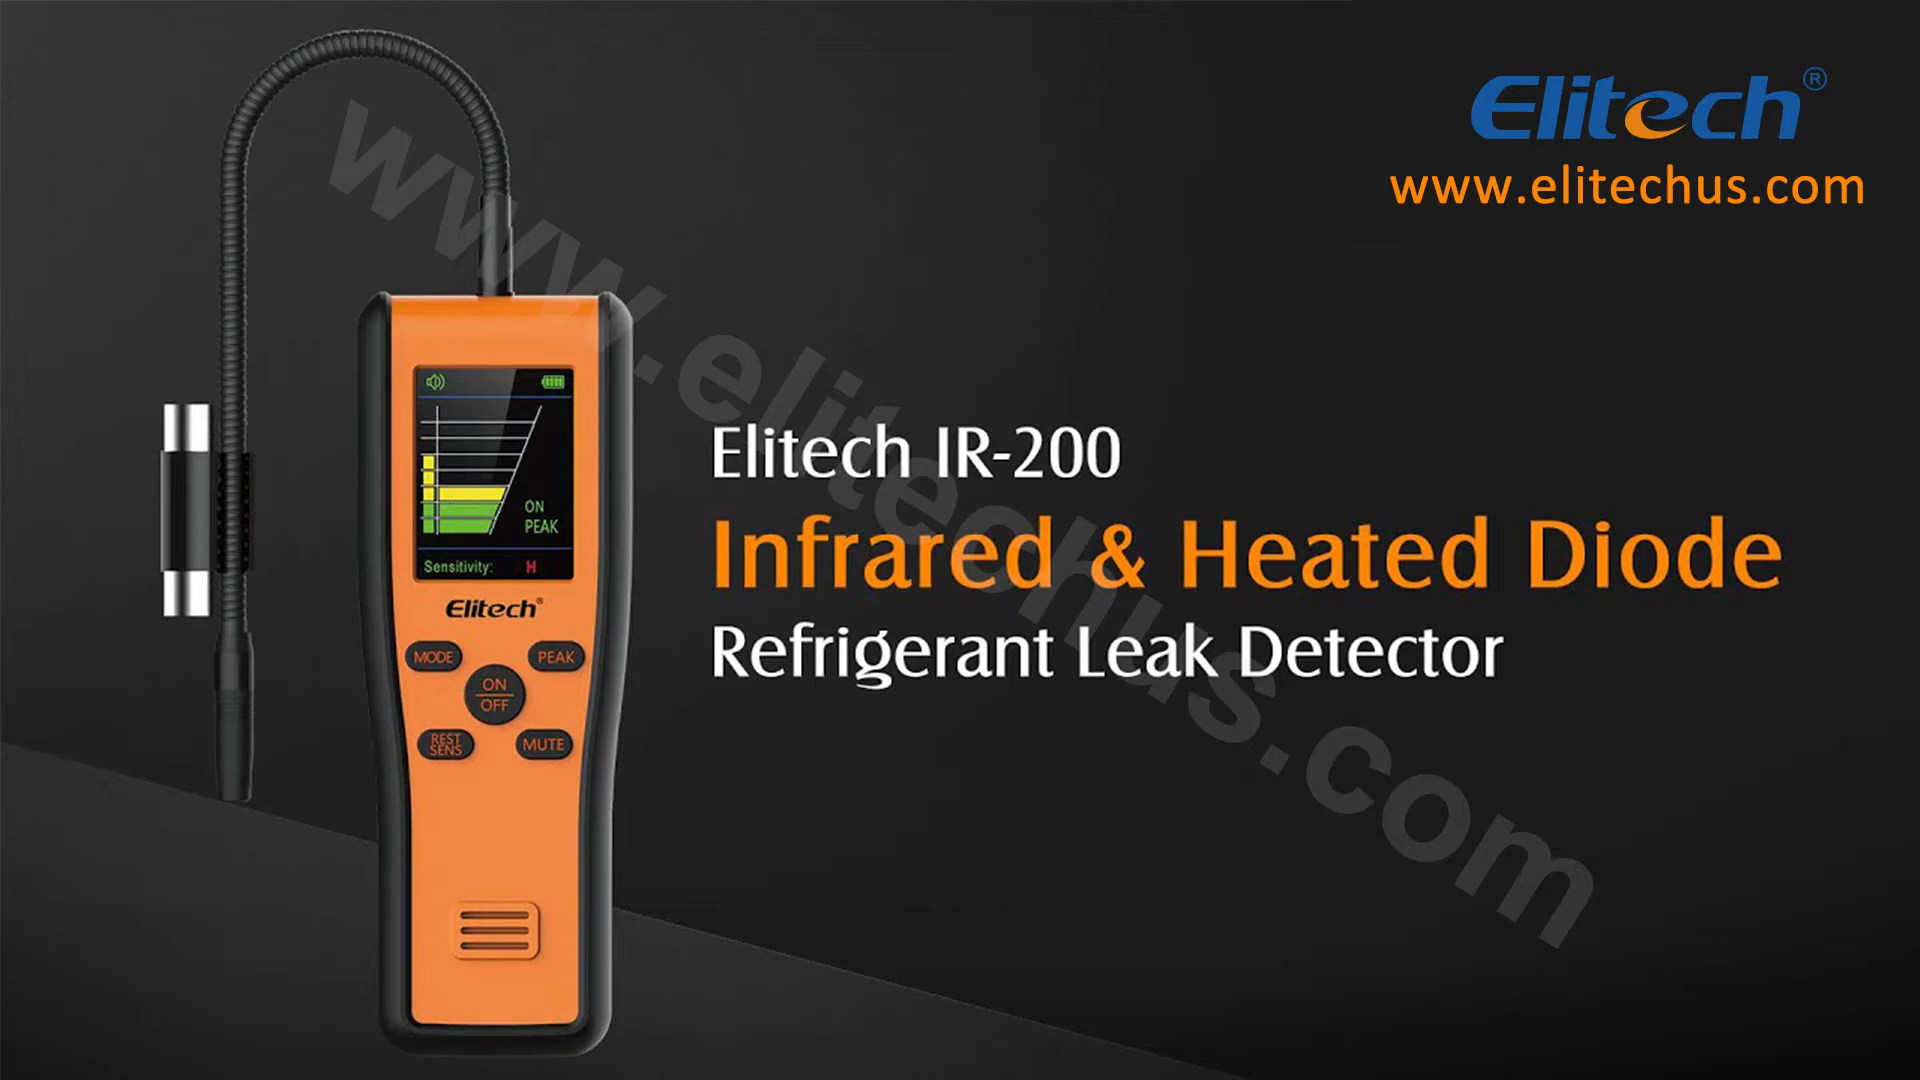 Elitech®
www.elitechus.com
www.elitechus.com
Elitech IR-200
Infrared & Heated Diode
Refrigerant Leak Detector
ON
PEAK
Sensitivity: H
Elitech®
MODE
PEAK
ON
OFF
REST
SENS
MUTE